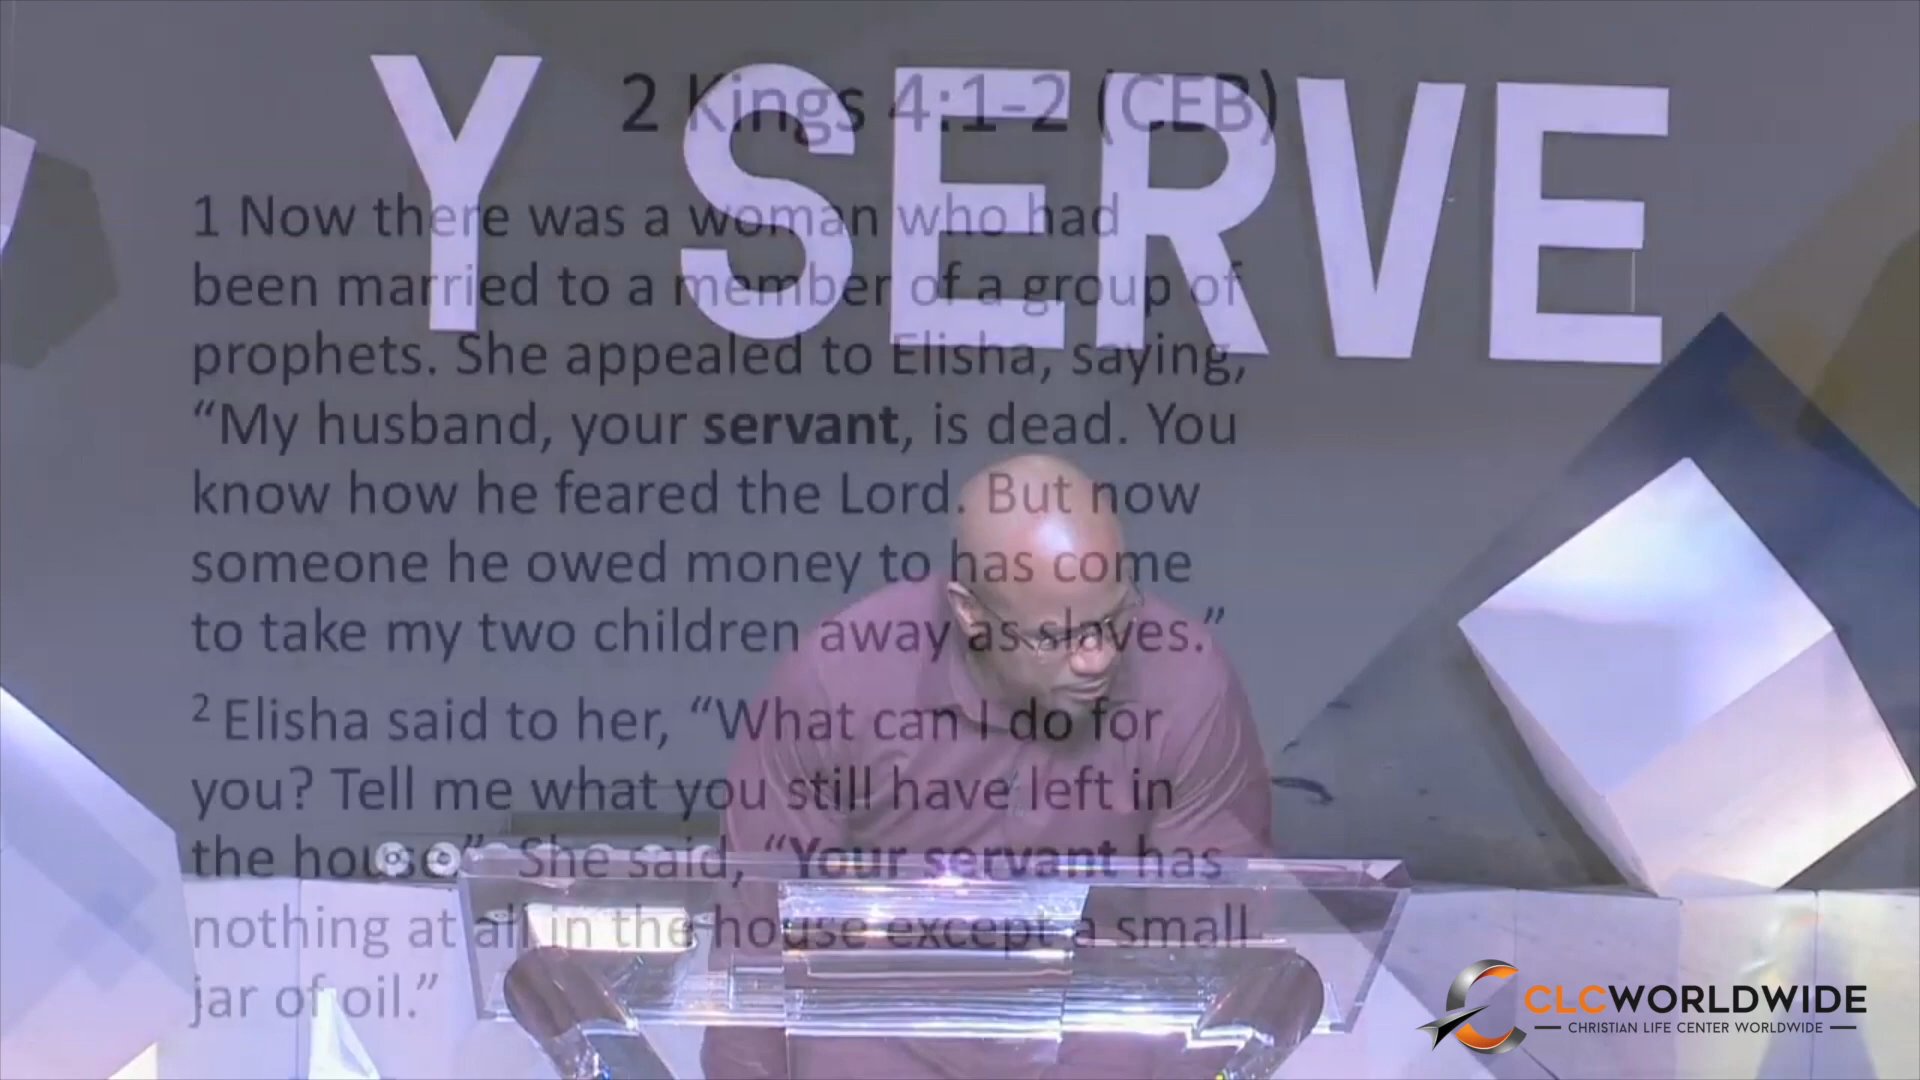 Y SERVE
2 Kings 4:1-2 (CEB)
1 Now there was a woman who had
been married to a member of a group of
prophets. She appealed to Elisha, saying,
“My husband, your servant, is dead. You
know how he feared the Lord. But now
someone he owed money to has come
to take my two children away as slaves.”
2 Elisha said to her, “What can I do for
you? Tell me what you still have left in
the house.” She said, “Your servant has
nothing at all in the house except a small
jar of oil.”
CLCWORLDWIDE
CHRISTIAN LIFE CENTER WORLDWIDE